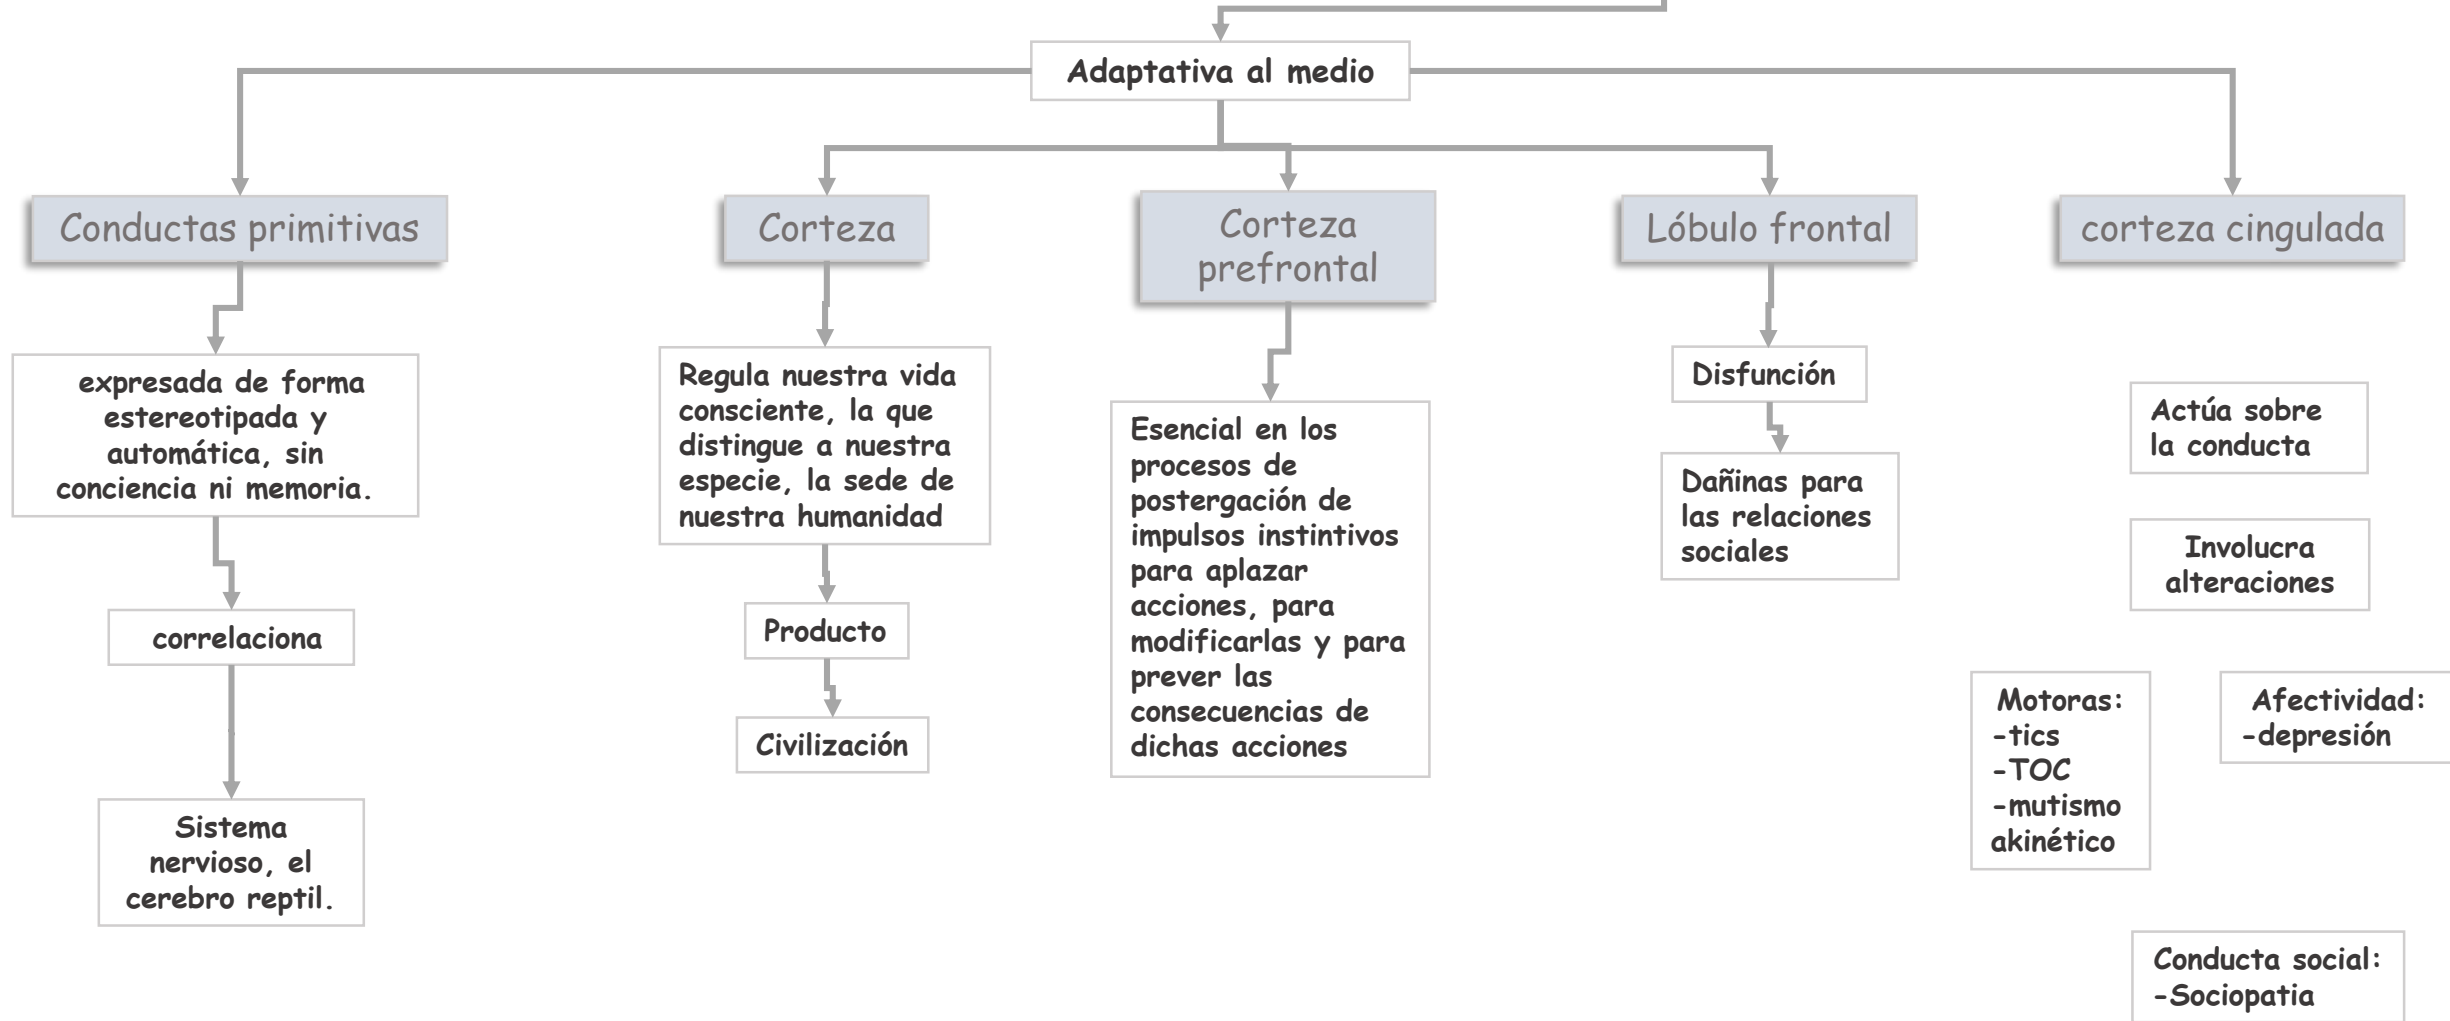 Adaptativa al medio
Conductas primitivas
expresada de forma
estereotipada y
automática, sin
conciencia ni memoria.
correlaciona
Sistema
nervioso, el
cerebro reptil.
Corteza
Regula nuestra vida
consciente, la que
distingue a nuestra
especie, la sede de
nuestra humanidad
Producto
Civilización
Corteza
prefrontal
Esencial en los
procesos de
postergación de
impulsos instintivos
para aplazar
acciones, para
modificarlas y para
prever las
consecuencias de
dichas acciones
Lóbulo frontal
Disfunción
Dañinas para
las relaciones
sociales
corteza cingulada
Actúa sobre
la conducta
Involucra
alteraciones
Motoras:
-tics
-TOC
-mutismo
akinético
Afectividad:
-depresión
Conducta social:
-Sociopatia